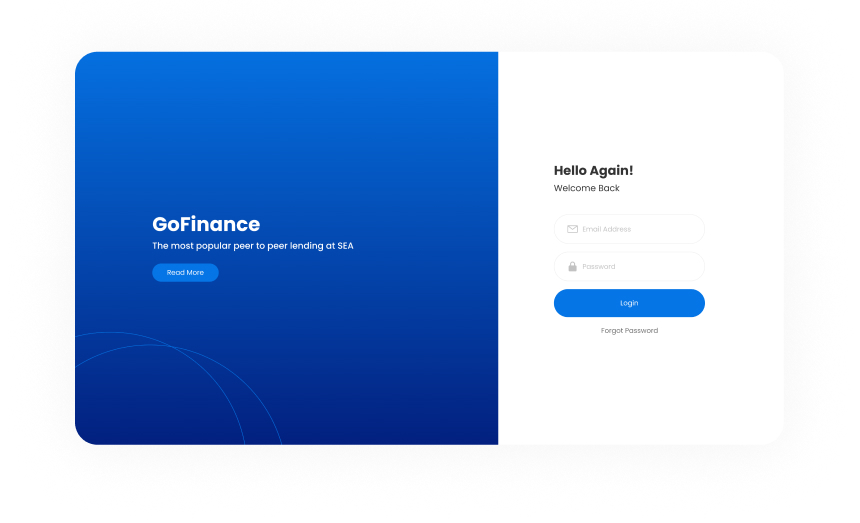 GoFinance
The most popular peer to peer lending at SEA
Read More
Hello Again!
Welcome Back
Email Address
Password
Login
Forgot Password